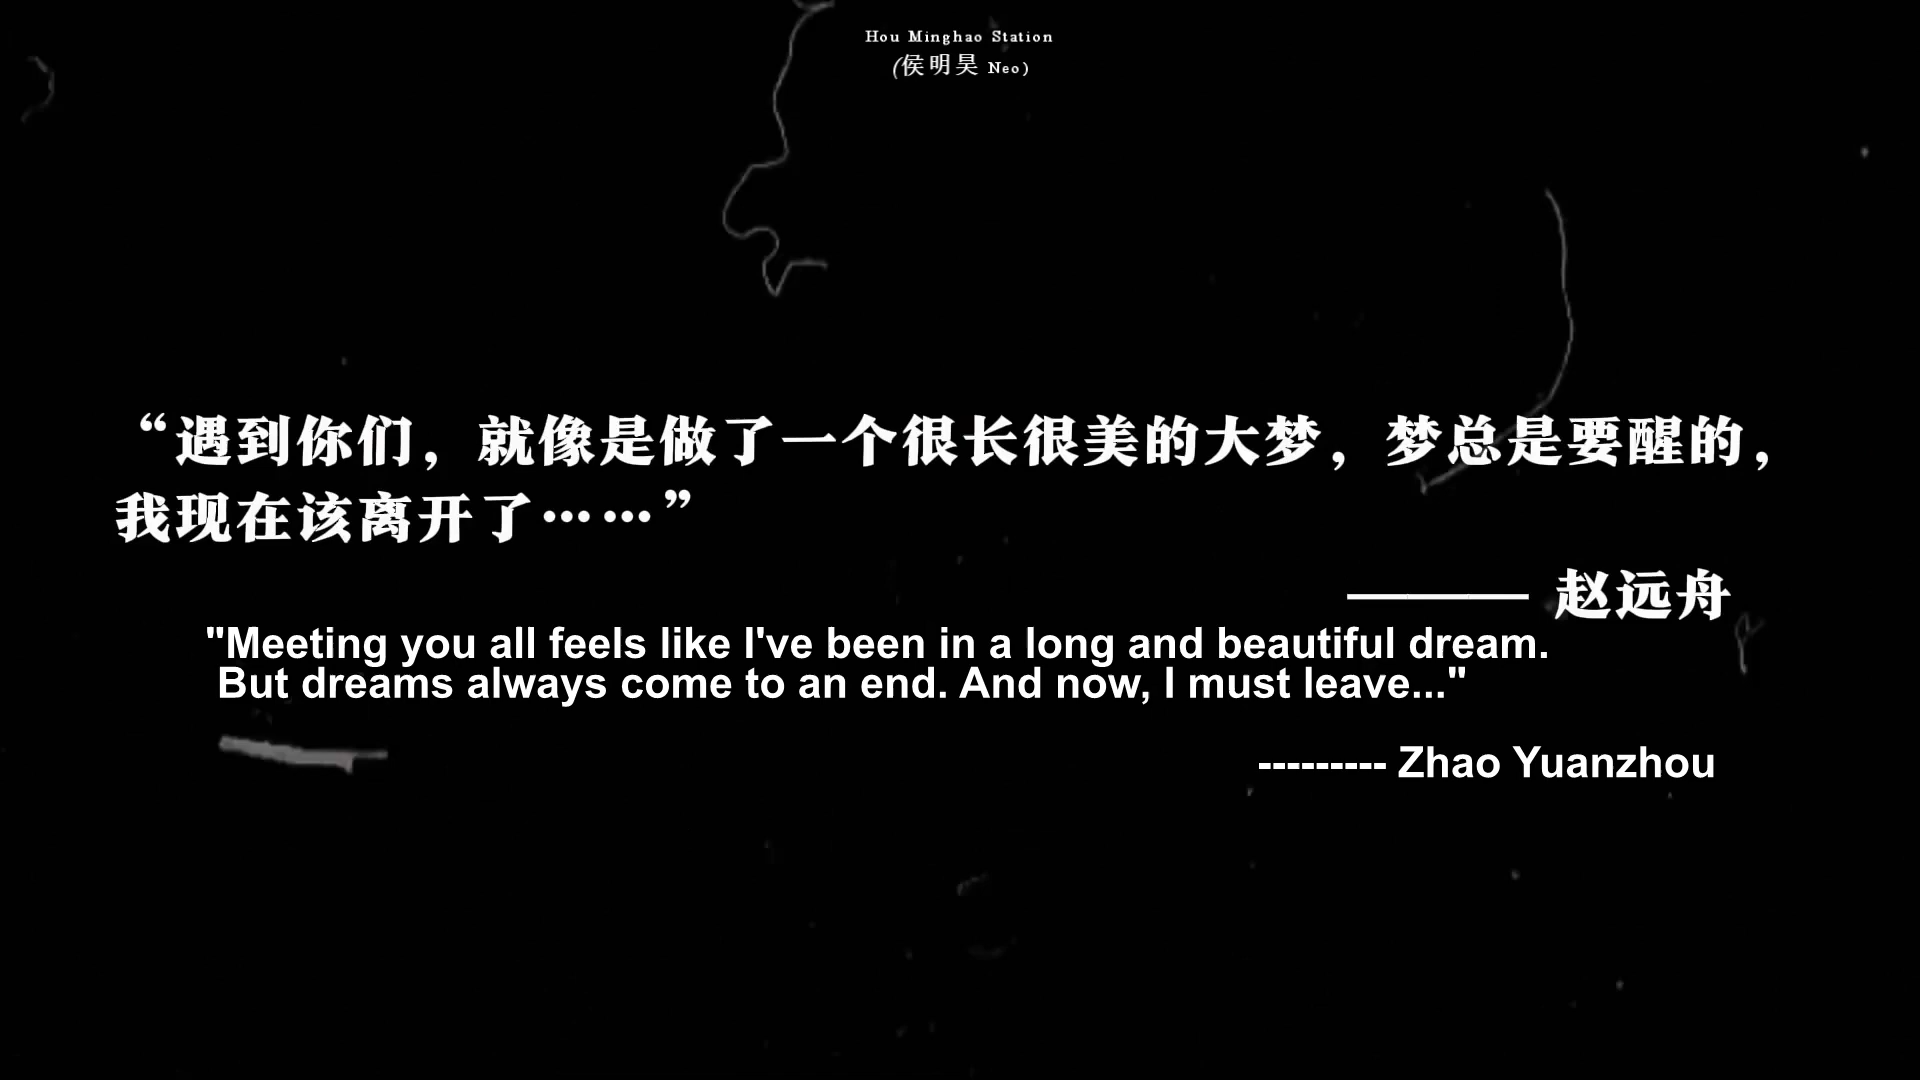 Hou Minghao Station
(侯明昊 Neo)
“遇到你们，就像是做了一个很长很美的大梦，梦总是要醒的，
我现在该离开了……”
——— 赵远舟
"Meeting you all feels like I've been in a long and beautiful dream.
But dreams always come to an end. And now, I must leave..."
--------- Zhao Yuanzhou